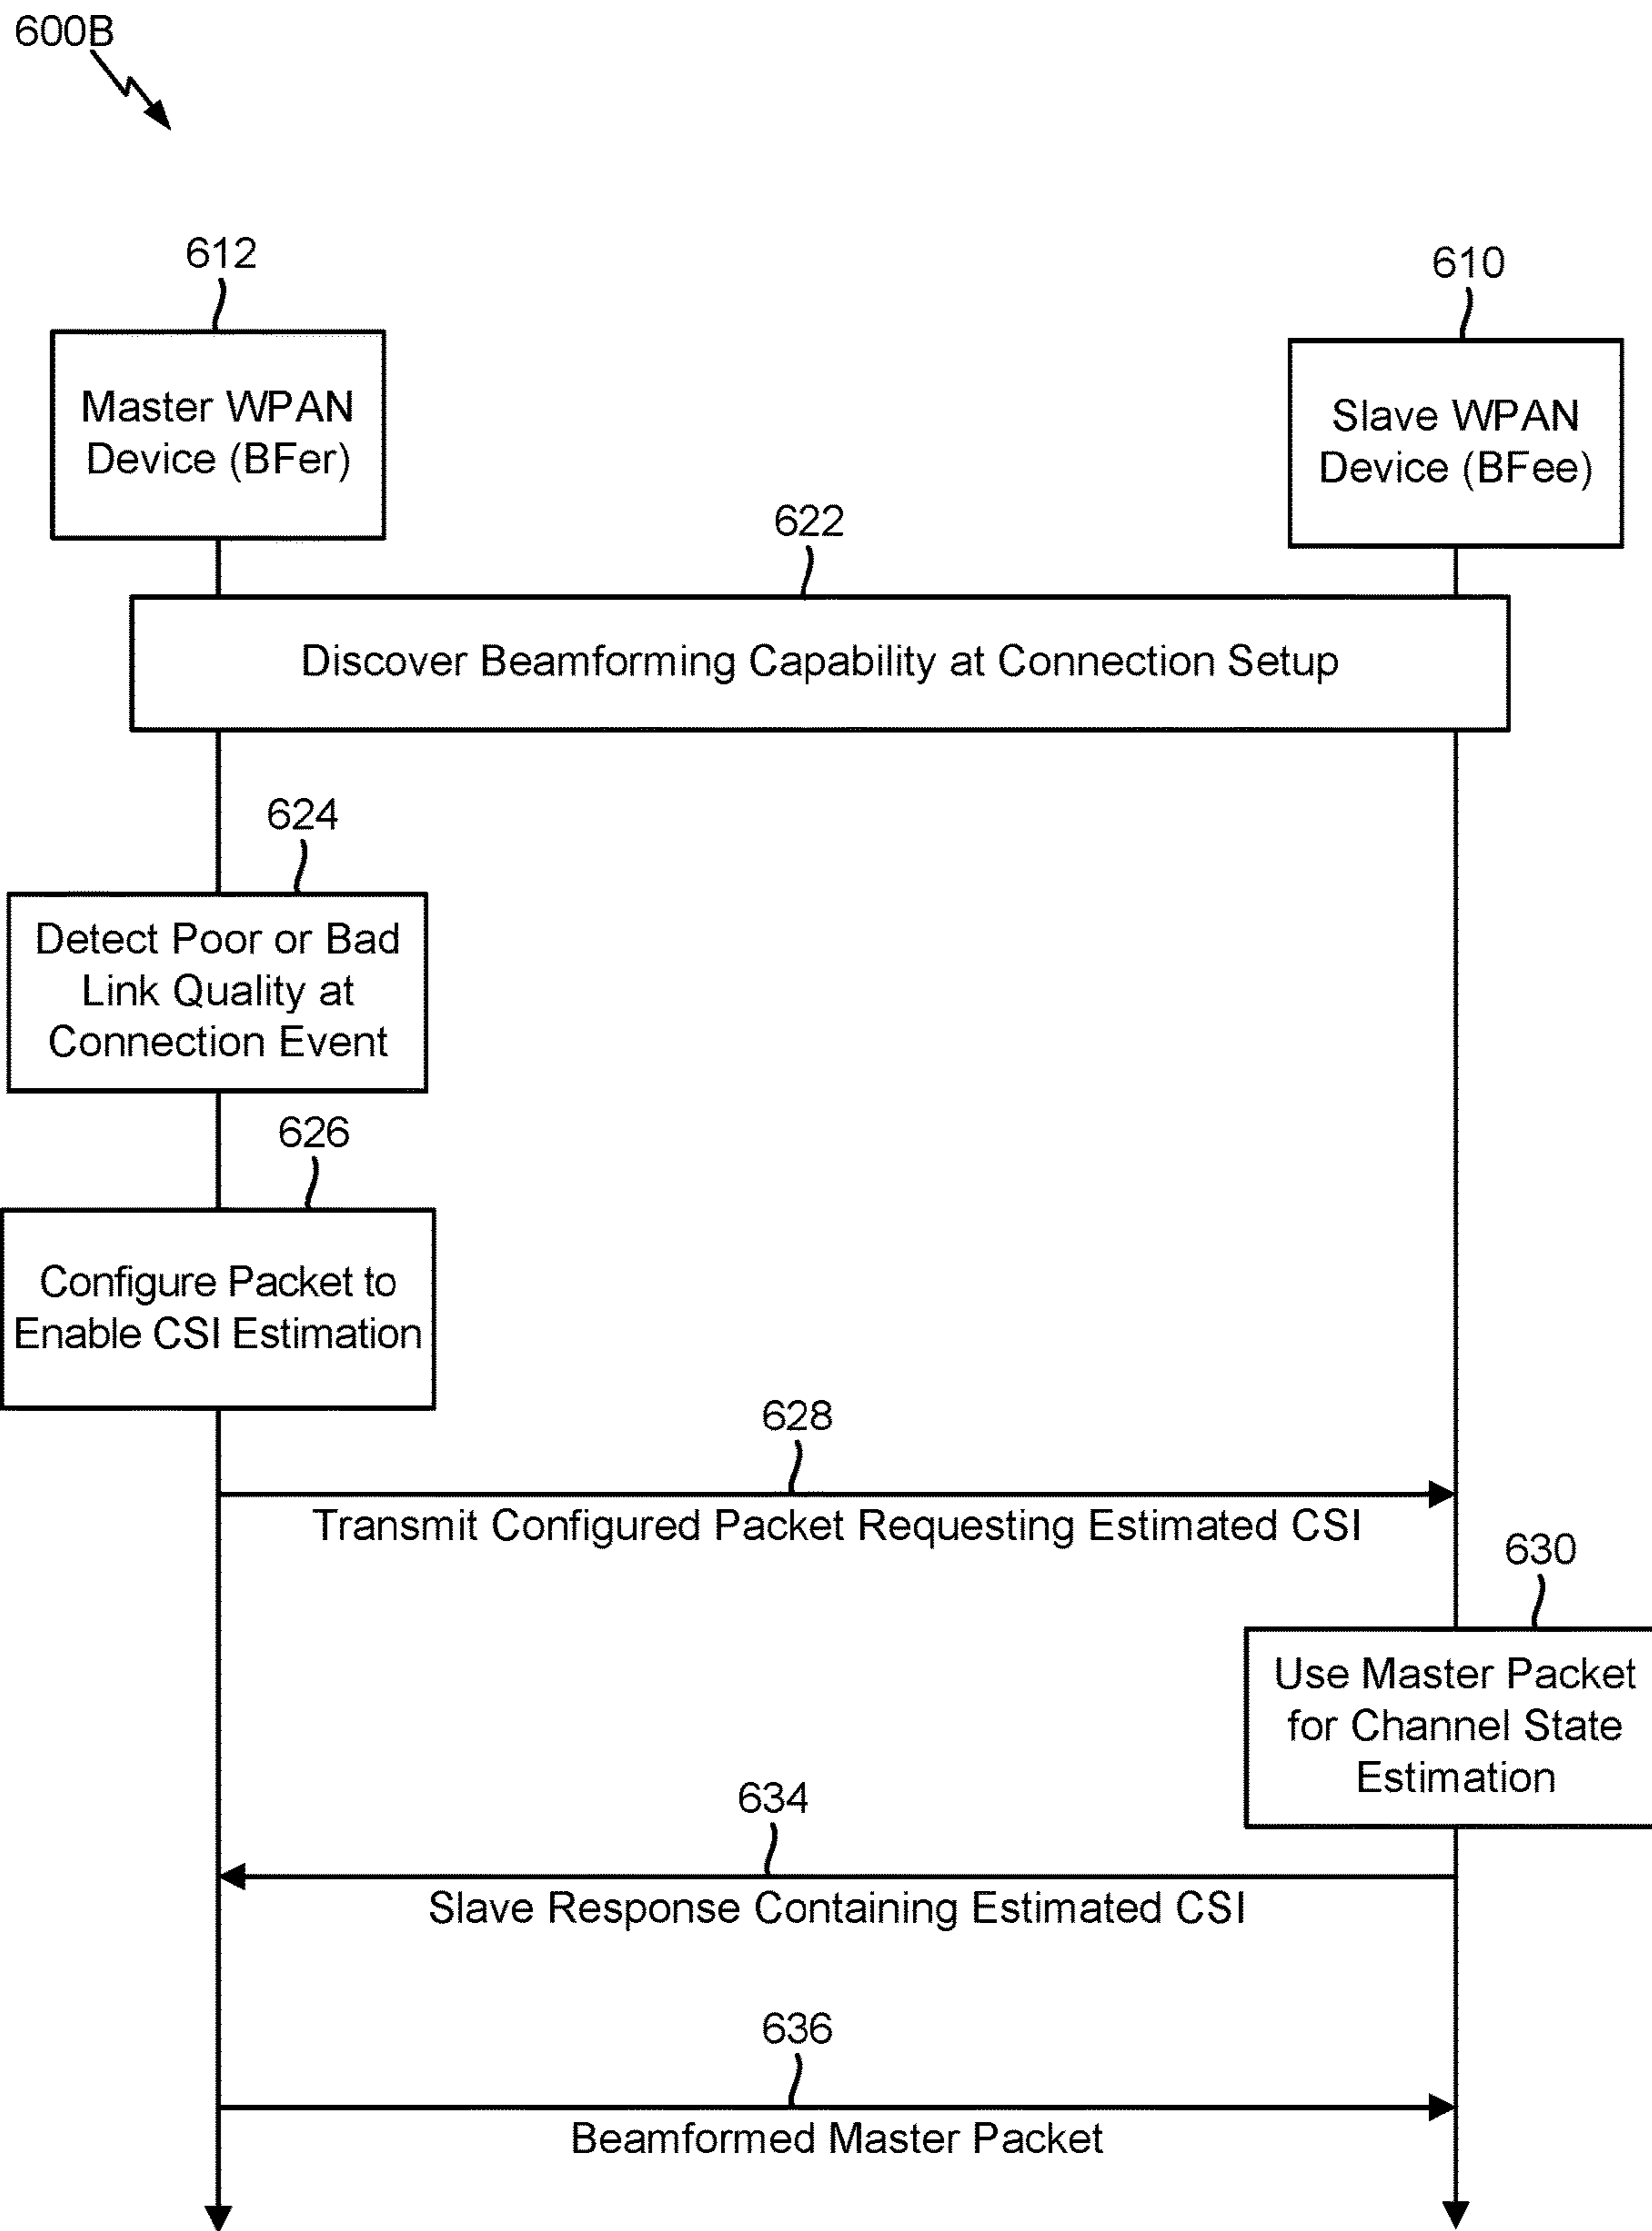 600B
612
610
Master WPAN
Device (BFer)
Slave WPAN
Device (BFee)
622
Discover Beamforming Capability at Connection Setup
624
Detect Poor or Bad
Link Quality at
Connection Event
626
Configure Packet to
Enable CSI Estimation
628
Transmit Configured Packet Requesting Estimated CSI
630
Use Master Packet
for Channel State
Estimation
634
Slave Response Containing Estimated CSI
636
Beamformed Master Packet